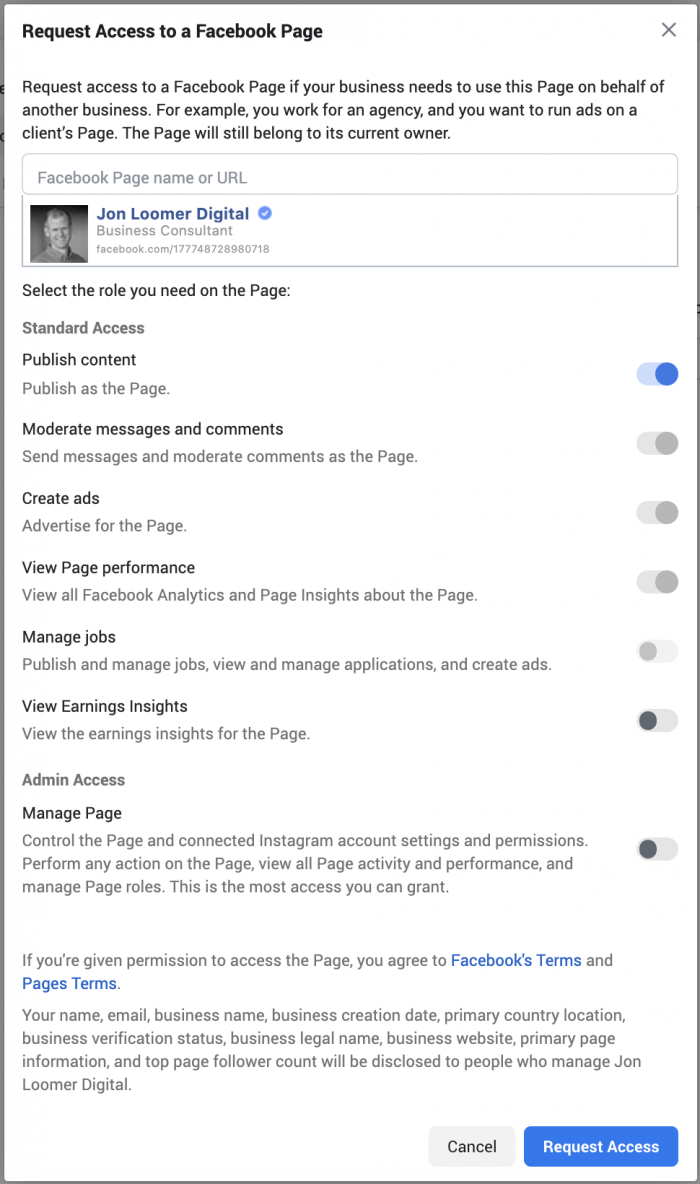 Request Access to a Facebook Page
Request access to a Facebook Page if your business needs to use this Page on behalf of
another business. For example, you work for an agency, and you want to run ads on a
client's Page. The Page will still belong to its current owner.
Facebook Page name or URL
Jon Loomer Digital
Business Consultant
facebook.com/177748728980718
Select the role you need on the Page:
Standard Access
Publish content
Publish as the Page.
Moderate messages and comments
Send messages and moderate comments as the Page.
Create ads
Advertise for the Page.
View Page performance
View all Facebook Analytics and Page Insights about the Page.
Manage jobs
Publish and manage jobs, view and manage applications, and create ads.
View Earnings Insights
View the earnings insights for the Page.
Admin Access
Manage Page
Control the Page and connected Instagram account settings and permissions.
Perform any action on the Page, view all Page activity and performance, and
manage Page roles. This is the most access you can grant.
If you're given permission to access the Page, you agree to Facebook's Terms and
Pages Terms.
Your name, email, business name, business creation date, primary country location,
business verification status, business legal name, business website, primary page
information, and top page follower count will be disclosed to people who manage Jon
Loomer Digital.
Cancel
Request Access